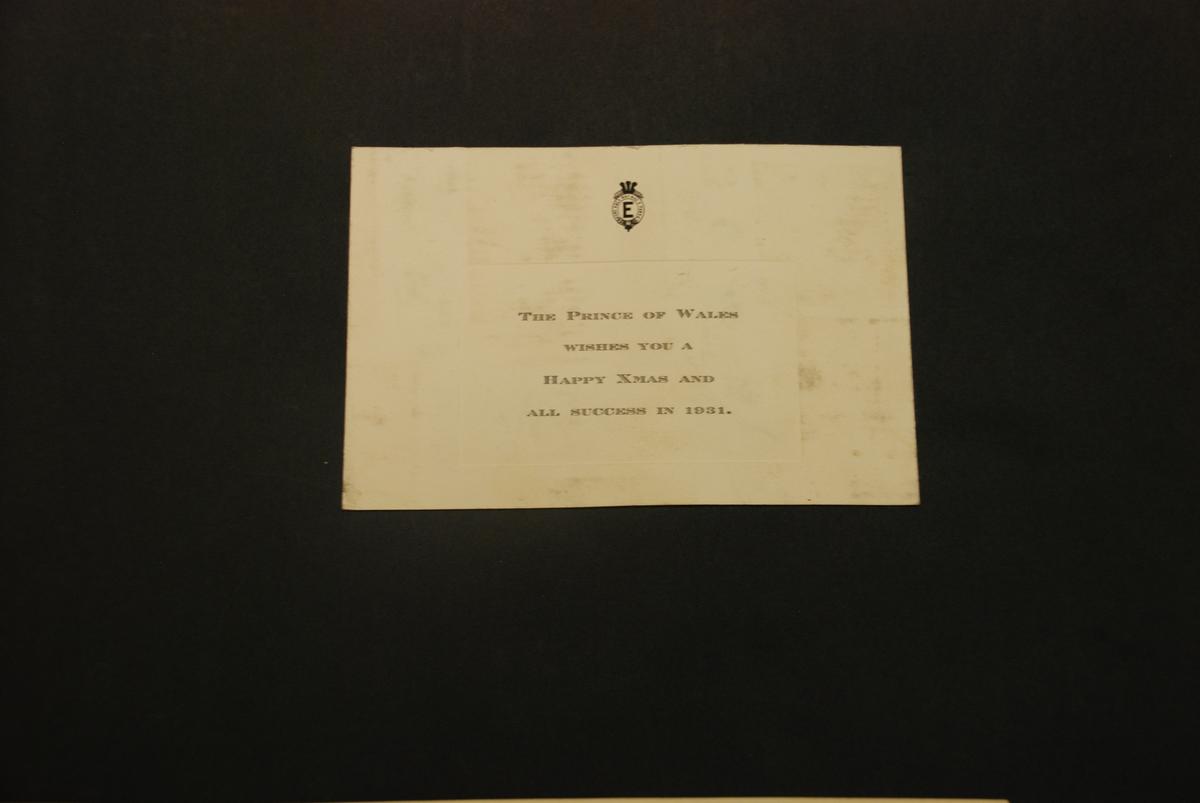 E
The Prince of Wales
wishes you a
Happy Xmas and
all success in 1931.